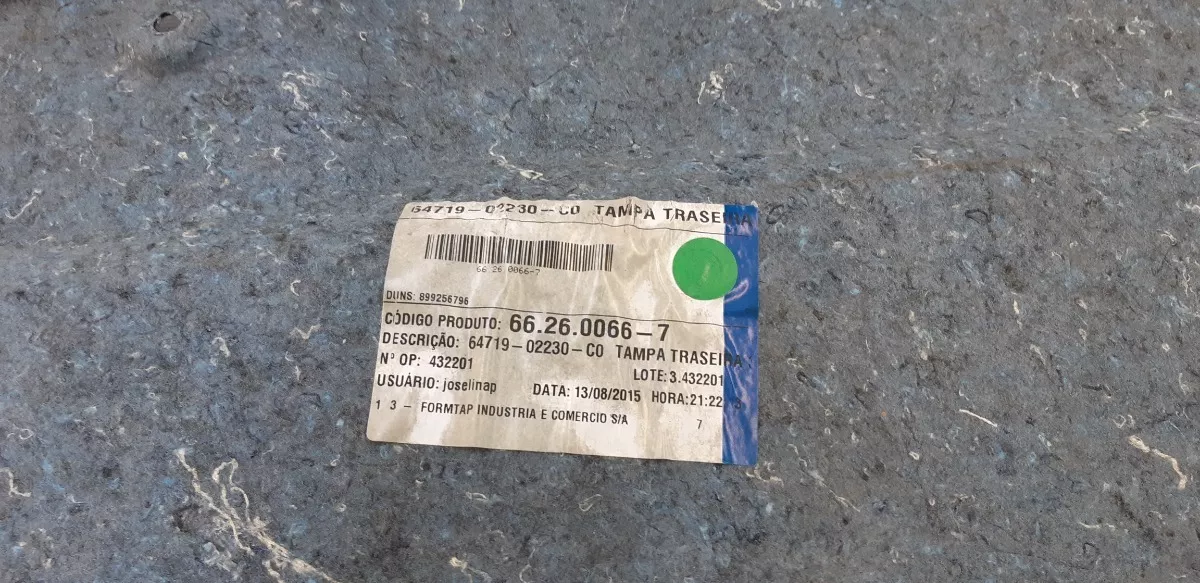 64719-02230-C0 TAMPA TRASEIRA
66.26.0066-7
DUNS: 899256796
CÓDIGO PRODUTO: 66.26.0066-7
DESCRIÇÃO: 64719-02230-C0 TAMPA TRASEIRA
Nº OP: 432201 LOTE: 3.432201
USUÁRIO: joselinap DATA: 13/08/2015 HORA: 21:22
1 3 - FORMTAP INDUSTRIA E COMERCIO S/A 7